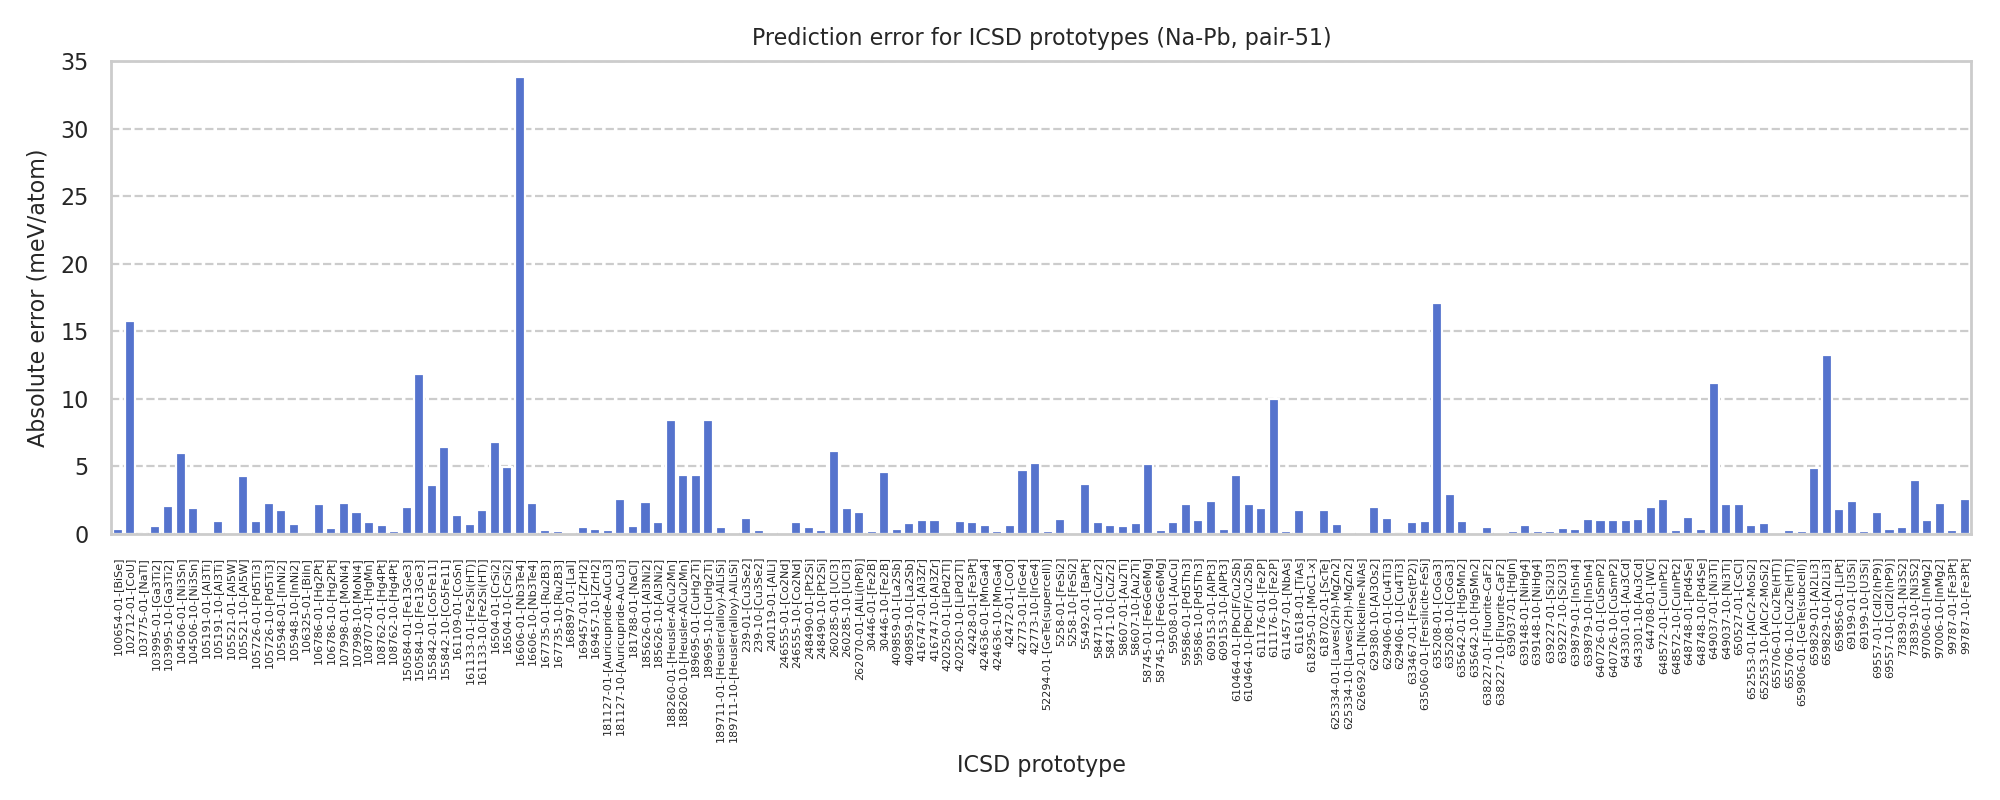 Prediction error for ICSD prototypes (Na-Pb, pair-51)
Absolute error (meV/atom)
35
30
25
20
15
10
5
0
100654-01-[BiSe]
102712-01-[CoU]
103775-01-[NaTl]
103995-01-[Ga3Ti2]
103995-10-[Ga3Ti2]
104506-01-[Ni3Sn]
104506-10-[Ni3Sn]
105191-01-[Al3Ti]
105191-10-[Al3Ti]
105521-01-[Al5W]
105521-10-[Al5W]
105726-01-[Pd5Ti3]
105726-10-[Pd5Ti3]
105948-01-[InNi2]
105948-10-[InNi2]
106325-01-[BiIn]
106786-01-[Hg2Pt]
106786-10-[Hg2Pt]
107998-01-[MoNi4]
107998-10-[MoNi4]
108707-01-[HgMn]
108762-01-[Hg4Pt]
108762-10-[Hg4Pt]
150584-01-[Fe13Ge3]
150584-10-[Fe13Ge3]
155842-01-[Co5Fe11]
155842-10-[Co5Fe11]
161109-01-[CoSn]
161133-01-[Fe2Si(HT)]
161133-10-[Fe2Si(HT)]
16504-01-[CrSi2]
16504-10-[CrSi2]
16606-01-[Nb3Te4]
16606-10-[Nb3Te4]
167735-01-[Ru2B3]
167735-10-[Ru2B3]
168897-01-[LaI]
169457-01-[ZrH2]
169457-10-[ZrH2]
181127-01-[Auricupride-AuCu3]
181127-10-[Auricupride-AuCu3]
181788-01-[NaCl]
185626-01-[Al3Ni2]
185626-10-[Al3Ni2]
188260-01-[Heusler-AlCu2Mn]
188260-10-[Heusler-AlCu2Mn]
189695-01-[CuHg2Ti]
189695-10-[CuHg2Ti]
189711-01-[Heusler(alloy)-AlLiSi]
189711-10-[Heusler(alloy)-AlLiSi]
239-01-[Cu3Se2]
239-10-[Cu3Se2]
240119-01-[AlLi]
246555-01-[Co2Nd]
246555-10-[Co2Nd]
248490-01-[Pt2Si]
248490-10-[Pt2Si]
260285-01-[UCl3]
260285-10-[UCl3]
262070-01-[AlLi(hP8)]
30446-01-[Fe2B]
30446-10-[Fe2B]
409859-01-[La2Sb]
409859-10-[La2Sb]
416747-01-[Al3Zr]
416747-10-[Al3Zr]
420250-01-[LiPd2Tl]
420250-10-[LiPd2Tl]
42428-01-[Fe3Pt]
424636-01-[MnGa4]
424636-10-[MnGa4]
42472-01-[CoO]
42773-01-[IrGe4]
42773-10-[IrGe4]
52294-01-[GeTe(supercell)]
5258-01-[FeSi2]
5258-10-[FeSi2]
55492-01-[BaPt]
58471-01-[CuZr2]
58471-10-[CuZr2]
58607-01-[Au2Ti]
58607-10-[Au2Ti]
58745-01-[Fe6Ge6Mg]
58745-10-[Fe6Ge6Mg]
59508-01-[AuCu]
59586-01-[Pd5Th3]
59586-10-[Pd5Th3]
609153-01-[AlPt3]
609153-10-[AlPt3]
610464-01-[PbClF/Cu2Sb]
610464-10-[PbClF/Cu2Sb]
611176-01-[Fe2P]
611176-10-[Fe2P]
611457-01-[NbAs]
611618-01-[TiAs]
618295-01-[MoC1-x]
618702-01-[ScTe]
625334-01-[Laves(2H)-MgZn2]
625334-10-[Laves(2H)-MgZn2]
626692-01-[Nickeline-NiAs]
629380-10-[Al3Os2]
629406-01-[Cu4Ti3]
629406-10-[Cu4Ti3]
633467-01-[FeSe(tP2)]
635060-01-[Fersilicite-FeSi]
635208-01-[CoGa3]
635208-10-[CoGa3]
635642-01-[Hg5Mn2]
635642-10-[Hg5Mn2]
638227-01-[Fluorite-CaF2]
638227-10-[Fluorite-CaF2]
639037-01-[HgIn]
639148-01-[NiHg4]
639148-10-[NiHg4]
639227-01-[Si2U3]
639227-10-[Si2U3]
639879-01-[In5In4]
639879-10-[In5In4]
640726-01-[CuSmP2]
640726-10-[CuSmP2]
643301-01-[Au3Cd]
643301-10-[Au3Cd]
644708-01-[WC]
648572-01-[CuInPt2]
648572-10-[CuInPt2]
648748-01-[Pd4Se]
648748-10-[Pd4Se]
649037-01-[Ni3Ti]
649037-10-[Ni3Ti]
650527-01-[CsCl]
652553-01-[AlCr2-MoSi2]
652553-10-[AlCr2-MoSi2]
655706-01-[Cu2Te(HT)]
655706-10-[Cu2Te(HT)]
659806-01-[GeTe(subcell)]
659829-01-[Al2Li3]
659829-10-[Al2Li3]
659856-01-[LiPt]
69199-01-[U3Si]
69199-10-[U3Si]
69557-01-[CdI2(hP9)]
69557-10-[CdI2(hP9)]
73839-01-[Ni3S2]
73839-10-[Ni3S2]
97006-01-[InMg2]
97006-10-[InMg2]
99787-01-[Fe3Pt]
99787-10-[Fe3Pt]
ICSD prototype